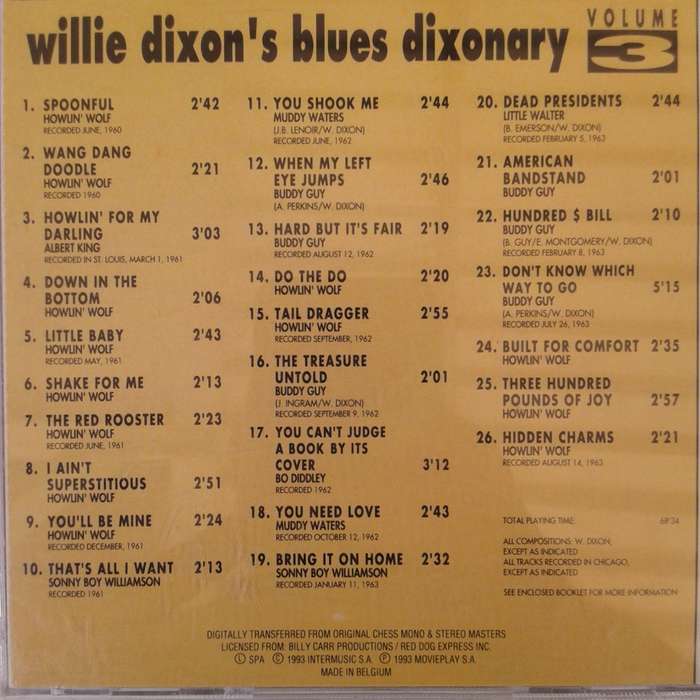 willie dixon's blues dixonary
VOLUME
3
1. SPOONFUL 2'42
HOWLIN' WOLF
RECORDED JUNE, 1960
2. WANG DANG
DOODLE 2'21
HOWLIN' WOLF
RECORDED 1960
3. HOWLIN' FOR MY
DARLING 3'03
ALBERT KING
RECORDED IN ST. LOUIS, MARCH 1, 1961
4. DOWN IN THE
BOTTOM 2'06
HOWLIN' WOLF
5. LITTLE BABY 2'43
HOWLIN' WOLF
RECORDED MAY, 1961
6. SHAKE FOR ME 2'13
HOWLIN' WOLF
7. THE RED ROOSTER 2'23
HOWLIN' WOLF
RECORDED JUNE, 1961
8. I AIN'T
SUPERSTITIOUS 2'51
HOWLIN' WOLF
9. YOU'LL BE MINE 2'24
HOWLIN' WOLF
RECORDED DECEMBER, 1961
10. THAT'S ALL I WANT 2'13
SONNY BOY WILLIAMSON
RECORDED 1961
11. YOU SHOOK ME 2'44
MUDDY WATERS
(J.B. LENOIR/W. DIXON)
RECORDED JUNE, 1962
12. WHEN MY LEFT
EYE JUMPS 2'46
BUDDY GUY
(A. PERKINS/W. DIXON)
13. HARD BUT IT'S FAIR 2'19
BUDDY GUY
RECORDED AUGUST 12, 1962
14. DO THE DO 2'20
HOWLIN' WOLF
15. TAIL DRAGGER 2'55
HOWLIN' WOLF
RECORDED SEPTEMBER, 1962
16. THE TREASURE
UNTOLD 2'01
BUDDY GUY
(J. INGRAM/W. DIXON)
RECORDED SEPTEMBER 9, 1962
17. YOU CAN'T JUDGE
A BOOK BY ITS
COVER 3'12
BO DIDDLEY
RECORDED 1962
18. YOU NEED LOVE 2'43
MUDDY WATERS
RECORDED OCTOBER 12, 1962
19. BRING IT ON HOME 2'32
SONNY BOY WILLIAMSON
RECORDED JANUARY 11, 1963
20. DEAD PRESIDENTS 2'44
LITTLE WALTER
(B. EMERSON/W. DIXON)
RECORDED FEBRUARY 5, 1963
21. AMERICAN
BANDSTAND 2'01
BUDDY GUY
22. HUNDRED $ BILL 2'10
BUDDY GUY
(B. GUY/E. MONTGOMERY/W. DIXON)
RECORDED FEBRUARY 8, 1963
23. DON'T KNOW WHICH
WAY TO GO 5'15
BUDDY GUY
(A. PERKINS/W. DIXON)
RECORDED JULY 26, 1963
24. BUILT FOR COMFORT 2'35
HOWLIN' WOLF
25. THREE HUNDRED
POUNDS OF JOY 2'57
HOWLIN' WOLF
26. HIDDEN CHARMS 2'21
HOWLIN' WOLF
RECORDED AUGUST 14, 1963
TOTAL PLAYING TIME: 68'34
ALL COMPOSITIONS: W. DIXON,
EXCEPT AS INDICATED
ALL TRACKS RECORDED IN CHICAGO,
EXCEPT AS INDICATED
SEE ENCLOSED BOOKLET FOR MORE INFORMATION
DIGITALLY TRANSFERRED FROM ORIGINAL CHESS MONO & STEREO MASTERS
LICENSED FROM: BILLY CARR PRODUCTIONS / RED DOG EXPRESS INC.
Ⓛ SPA Ⓒ 1993 INTERMUSIC S.A. Ⓟ 1993 MOVIEPLAY S.A.
MADE IN BELGIUM